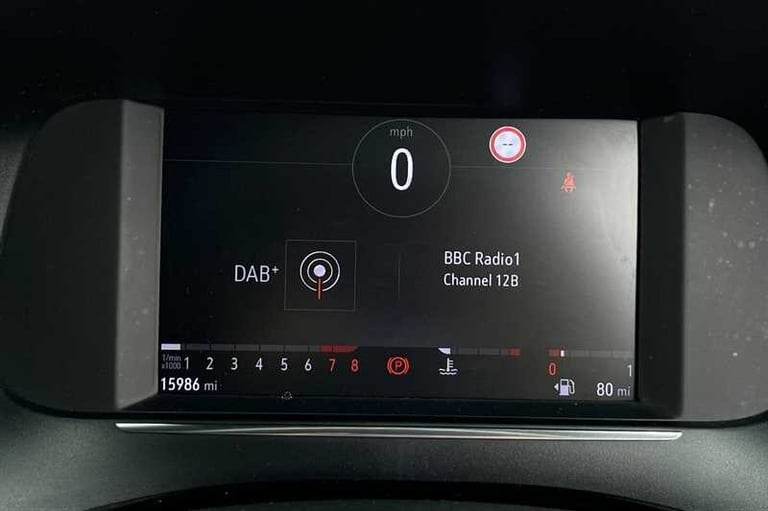 mph
0
--
DAB+
BBC Radio1
Channel 12B
1/min
x1000
1 2 3 4 5 6 7 8
P
0 1
15986 mi
80 mi